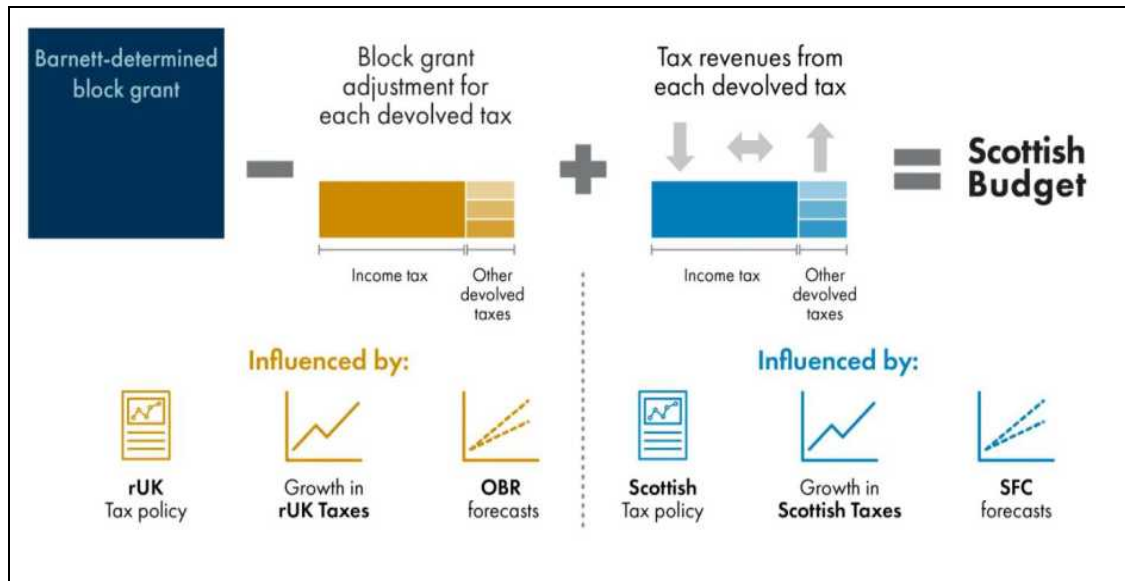 Barnett-determined
block grant
Block grant
adjustment for
each devolved tax
Tax revenues from
each devolved tax
Scottish
Budget
Income tax
Other
devolved
taxes
Income tax
Other
devolved
taxes
Influenced by:
rUK
Tax policy
Growth in
rUK Taxes
OBR
forecasts
Influenced by:
Scottish
Tax policy
Growth in
Scottish Taxes
SFC
forecasts